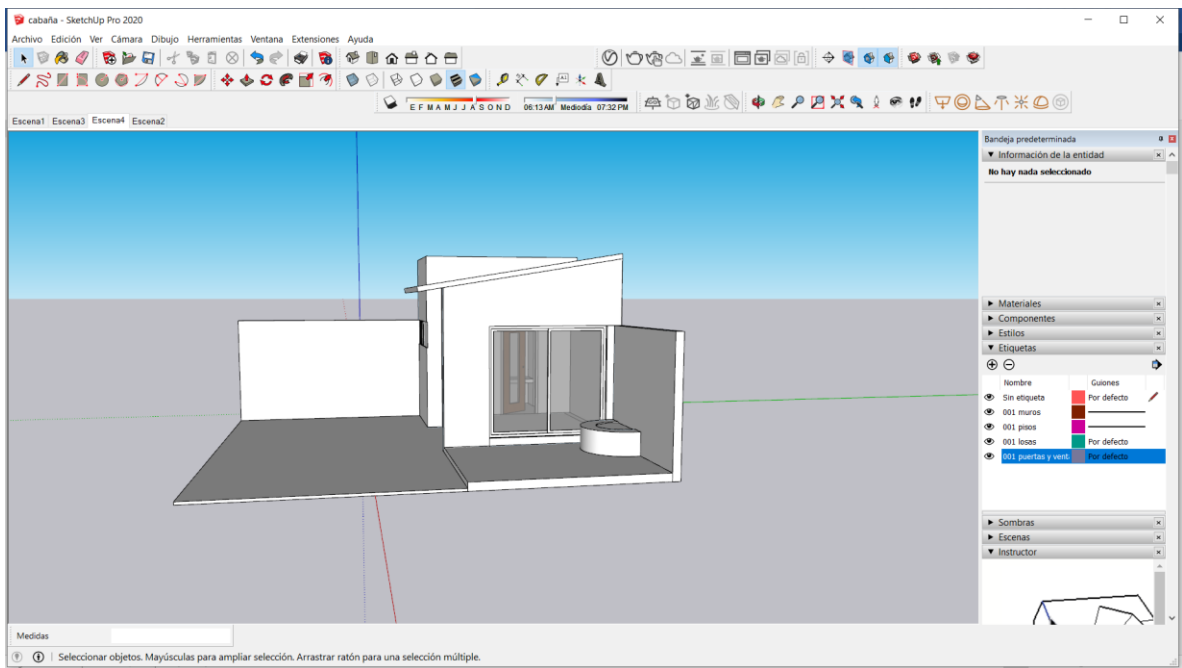 cabaña - SketchUp Pro 2020
Archivo Edición Ver Cámara Dibujo Herramientas Ventana Extensiones Ayuda
E F M A M J J A S O N D 06:13 AM Mediodía 07:32 PM
Escena1 Escena3 Escena4 Escena2
Bandeja predeterminada
Información de la entidad
No hay nada seleccionado
Materiales
Componentes
Estilos
Etiquetas
Nombre Guiones
Sin etiqueta Por defecto
001 muros
001 pisos
001 losas Por defecto
001 puertas y vent. Por defecto
Sombras
Escenas
Instructor
Medidas
Seleccionar objetos. Mayúsculas para ampliar selección. Arrastrar ratón para una selección múltiple.